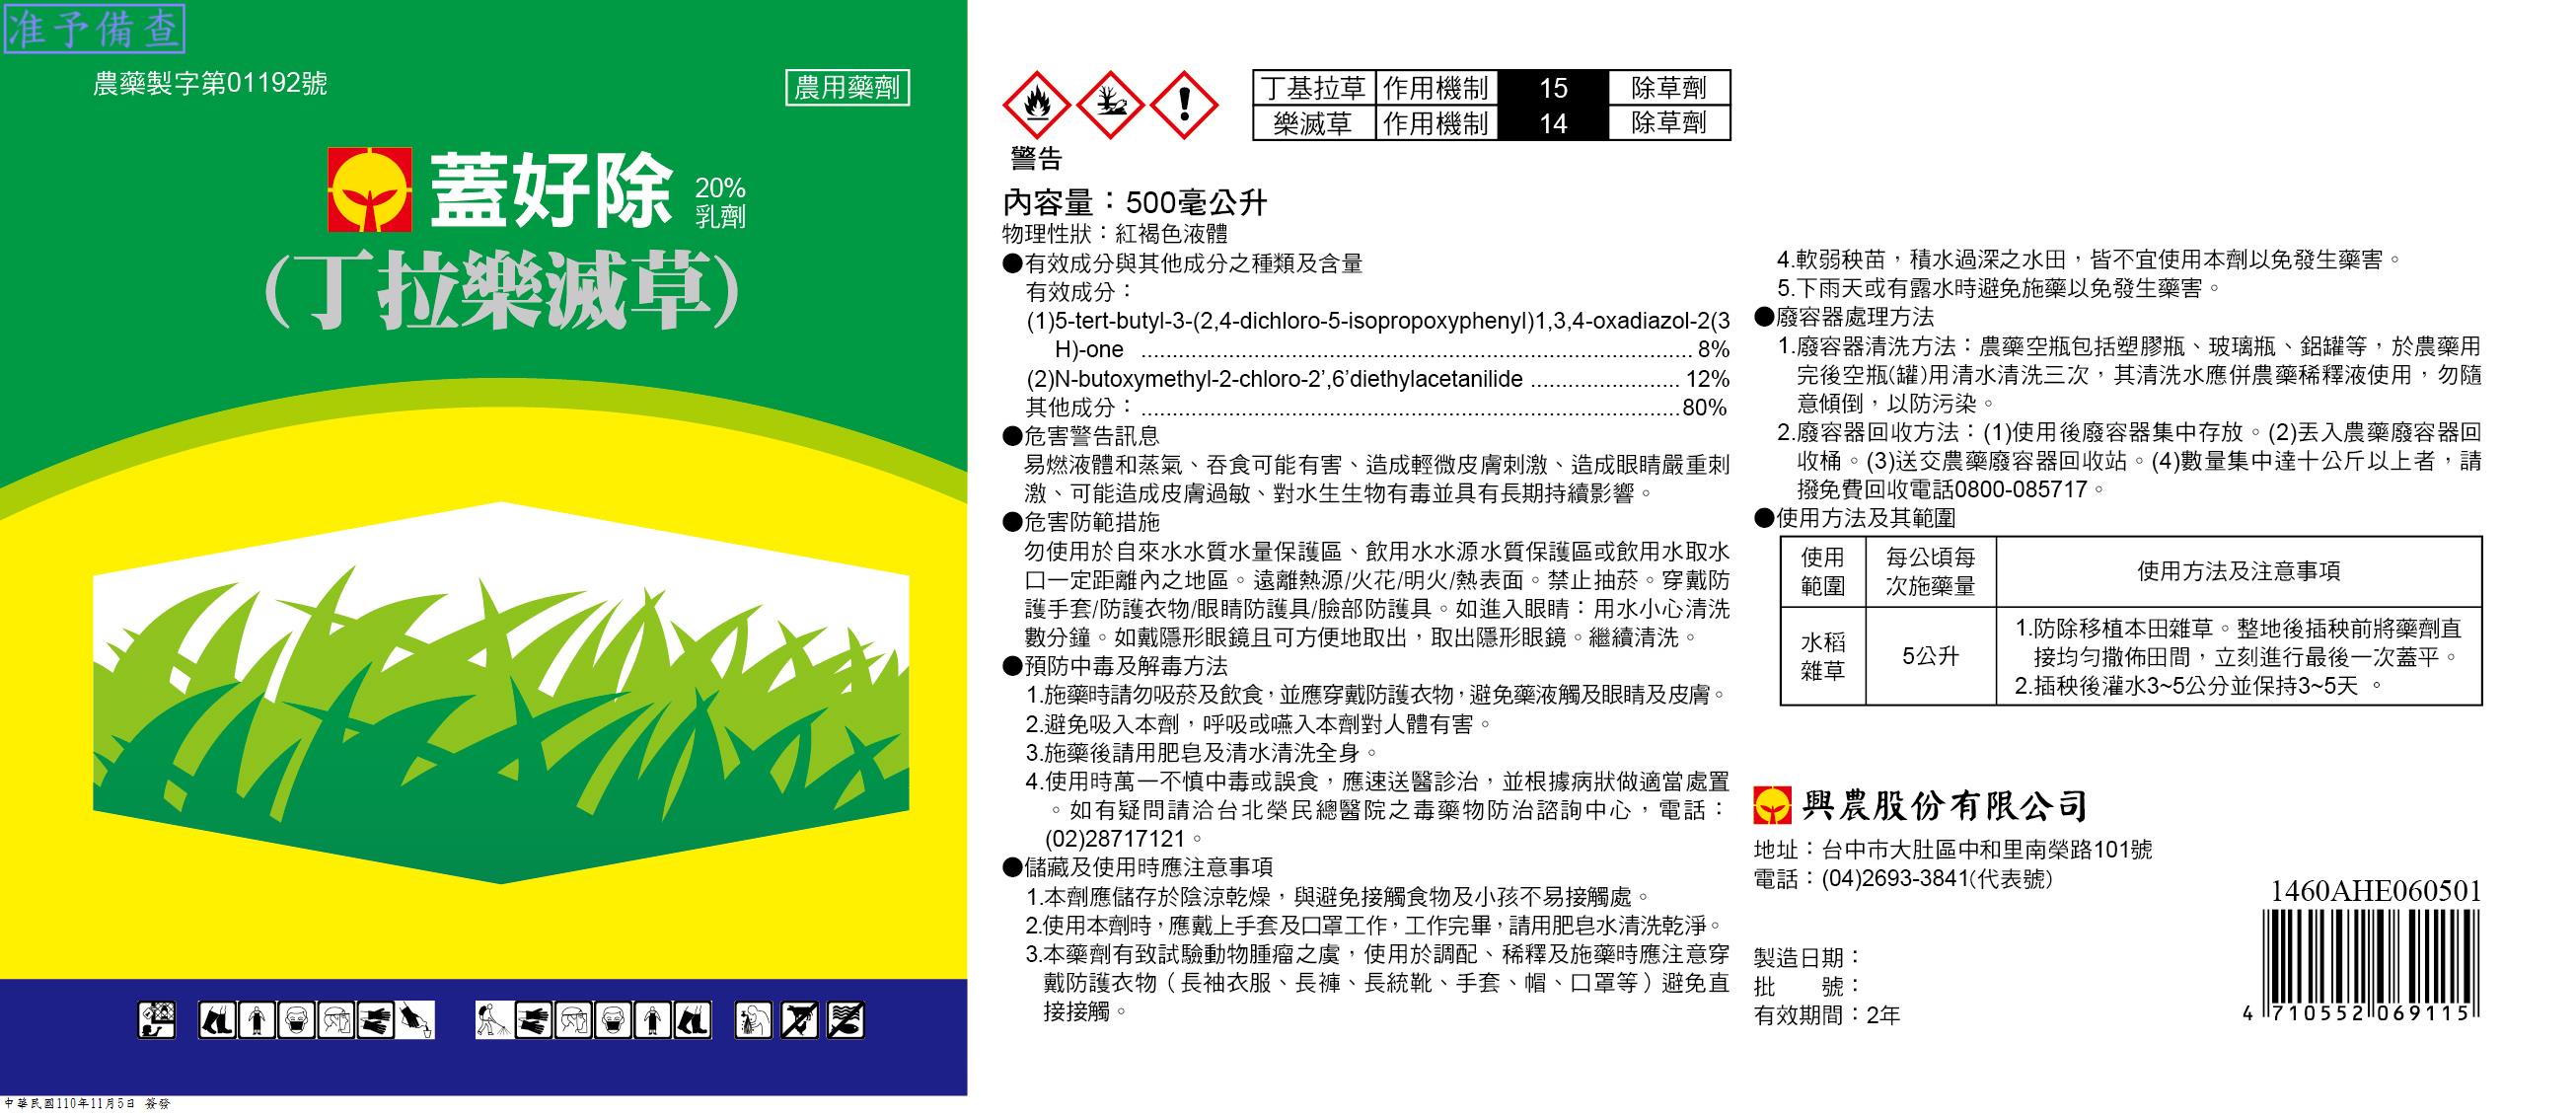 准予備查
農藥製字第01192號
農用藥劑
蓋好除
20%
乳劑
(丁拉樂滅草)
中華民國110年11月5日 簽發
警告
丁基拉草 作用機制 15 除草劑
樂滅草 作用機制 14 除草劑
內容量：500毫公升
物理性狀：紅褐色液體
●有效成分與其他成分之種類及含量
有效成分：
(1)5-tert-butyl-3-(2,4-dichloro-5-isopropoxyphenyl)1,3,4-oxadiazol-2(3
H)-one ........................................................................................ 8%
(2)N-butoxymethyl-2-chloro-2’,6’diethylacetanilide ........................ 12%
其他成分：......................................................................................80%
●危害警告訊息
易燃液體和蒸氣、吞食可能有害、造成輕微皮膚刺激、造成眼睛嚴重刺
激、可能造成皮膚過敏、對水生生物有毒並具有長期持續影響。
●危害防範措施
勿使用於自來水水質水量保護區、飲用水水源水質保護區或飲用水取水
口一定距離內之地區。遠離熱源/火花/明火/熱表面。禁止抽菸。穿戴防
護手套/防護衣物/眼睛防護具/臉部防護具。如進入眼睛：用水小心清洗
數分鐘。如戴隱形眼鏡且可方便地取出，取出隱形眼鏡。繼續清洗。
●預防中毒及解毒方法
1.施藥時請勿吸菸及飲食，並應穿戴防護衣物，避免藥液觸及眼睛及皮膚。
2.避免吸入本劑，呼吸或嚥入本劑對人體有害。
3.施藥後請用肥皂及清水清洗全身。
4.使用時萬一不慎中毒或誤食，應速送醫診治，並根據病狀做適當處置
。如有疑問請洽台北榮民總醫院之毒藥物防治諮詢中心，電話：
(02)28717121。
●儲藏及使用時應注意事項
1.本劑應儲存於陰涼乾燥，與避免接觸食物及小孩不易接觸處。
2.使用本劑時，應戴上手套及口罩工作，工作完畢，請用肥皂水清洗乾淨。
3.本藥劑有致試驗動物腫瘤之虞，使用於調配、稀釋及施藥時應注意穿
戴防護衣物（長袖衣服、長褲、長統靴、手套、帽、口罩等）避免直
接接觸。
4.軟弱秧苗，積水過深之水田，皆不宜使用本劑以免發生藥害。
5.下雨天或有露水時避免施藥以免發生藥害。
●廢容器處理方法
1.廢容器清洗方法：農藥空瓶包括塑膠瓶、玻璃瓶、鋁罐等，於農藥用
完後空瓶(罐)用清水清洗三次，其清洗水應併農藥稀釋液使用，勿隨
意傾倒，以防污染。
2.廢容器回收方法：(1)使用後廢容器集中存放。(2)丟入農藥廢容器回
收桶。(3)送交農藥廢容器回收站。(4)數量集中達十公斤以上者，請
撥免費回收電話0800-085717。
●使用方法及其範圍
使用範圍 每公頃每次施藥量 使用方法及注意事項
水稻雜草 5公升
1.防除移植本田雜草。整地後插秧前將藥劑直
接均勻撒佈田間，立刻進行最後一次蓋平。
2.插秧後灌水3~5公分並保持3~5天 。
興農股份有限公司
地址：台中市大肚區中和里南榮路101號
電話：(04)2693-3841(代表號)
1460AHE060501
製造日期：
批　　號：
有效期間：2年
4 710552 069115